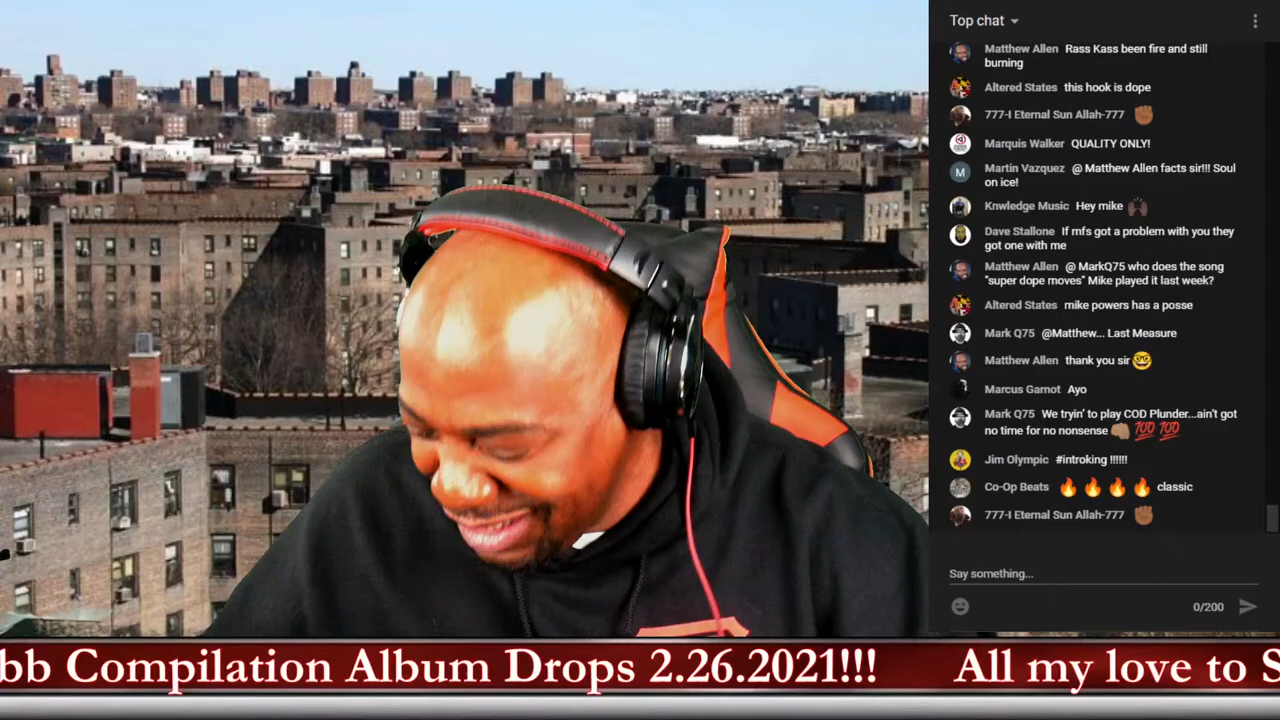 Top chat
Matthew Allen Rass Kass been fire and still
burning
Altered States this hook is dope
777-I Eternal Sun Allah-777 ✊🏾
Marquis Walker QUALITY ONLY!
M
Martin Vazquez @ Matthew Allen facts sir!!! Soul
on ice!
Knwledge Music Hey mike 🙌🏿
Dave Stallone If mfs got a problem with you they
got one with me
Matthew Allen @ MarkQ75 who does the song
"super dope moves" Mike played it last week?
Altered States mike powers has a posse
Mark Q75 @Matthew... Last Measure
Matthew Allen thank you sir 🤓
Marcus Garnot Ayo
Mark Q75 We tryin' to play COD Plunder...ain't got
no time for no nonsense 👊🏽 💯 💯
Jim Olympic #introking !!!!!!
Co-Op Beats 🔥 🔥 🔥 🔥 classic
777-I Eternal Sun Allah-777 ✊🏾
Say something...
0/200
bb Compilation Album Drops 2.26.2021!!! All my love to S